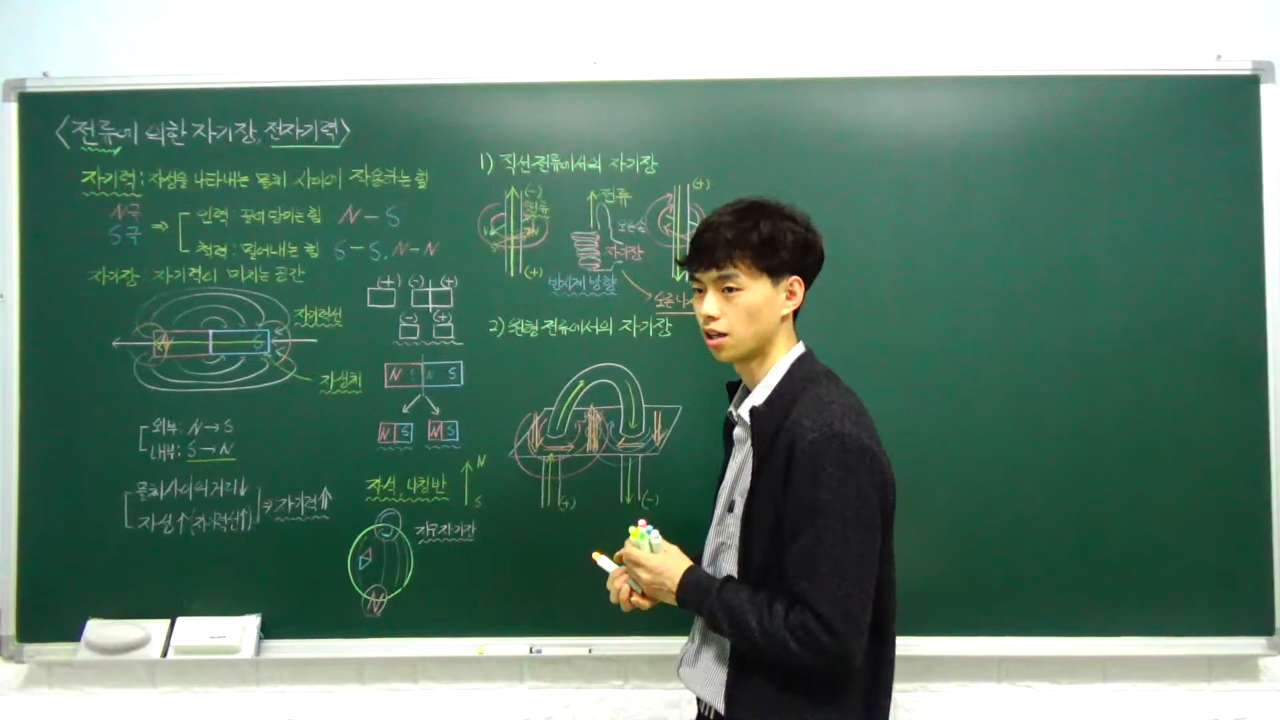 <전류에 의한 자기장, 전자기력>
자기력: 자성을 나타내는 물체 사이에 작용하는 힘
N극
S극
⇒
인력: 끌어당기는 힘 N-S
척력: 밀어내는 힘 S-S, N-N
자기장: 자기력이 미치는 공간
자기력선
N S
자성체
외부: N→S
내부: S→N
물체 사이의 거리↓
자성↑(자기력선↑)
⇒ 자기력↑
(+) (-) (+)
(-) (+)
N S N S
N S N S
자석, 나침반
N
S
지구자기장
N
1) 직선전류에서의 자기장
(-)
전류
(+)
전류
오른손
자기장
반시계 방향
(+)
오른나
2) 원형전류에서의 자기장
(+) (-)